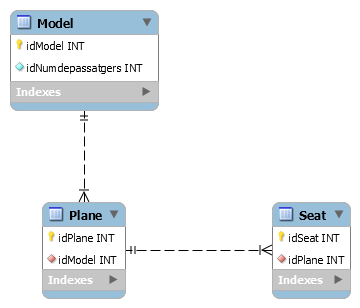 Model
idModel INT
idNumdepassatgers INT
Indexes
Plane
idPlane INT
idModel INT
Indexes
Seat
idSeat INT
idPlane INT
Indexes